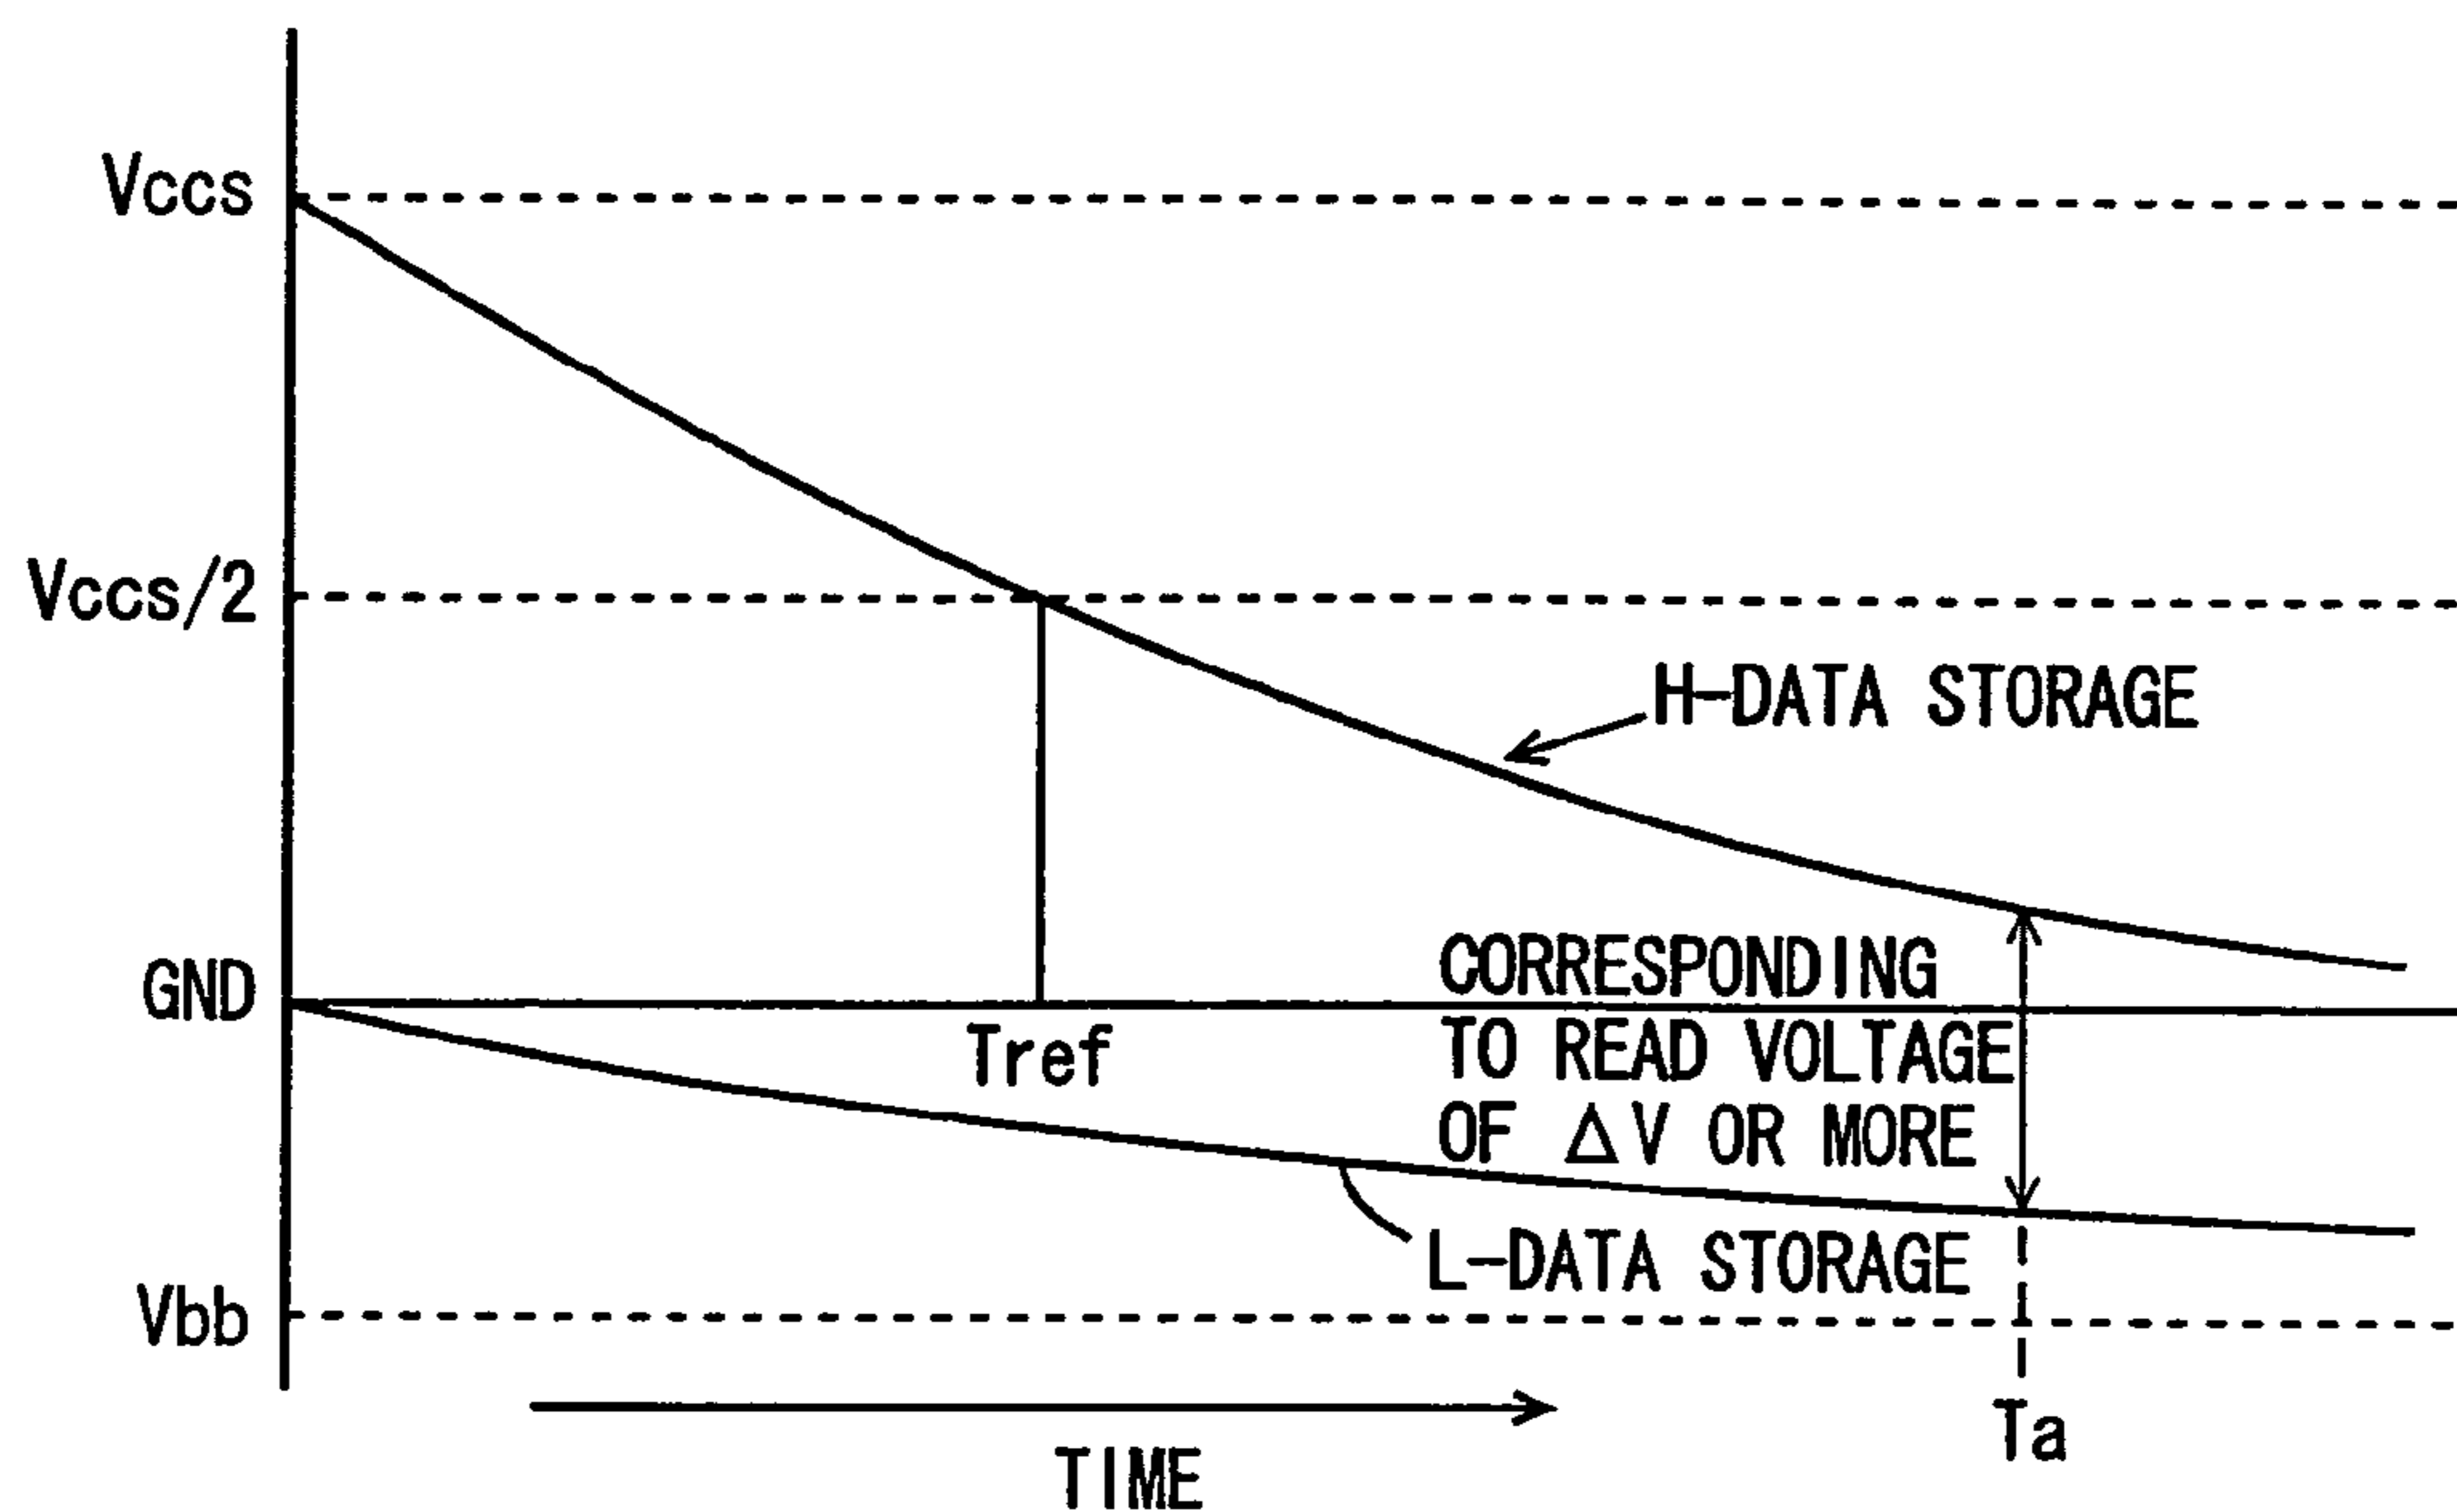 Vccs
Vccs/2
H-DATA STORAGE
GND
CORRESPONDING
TO READ VOLTAGE
OF ΔV OR MORE
Tref
L-DATA STORAGE
Vbb
Ta
TIME